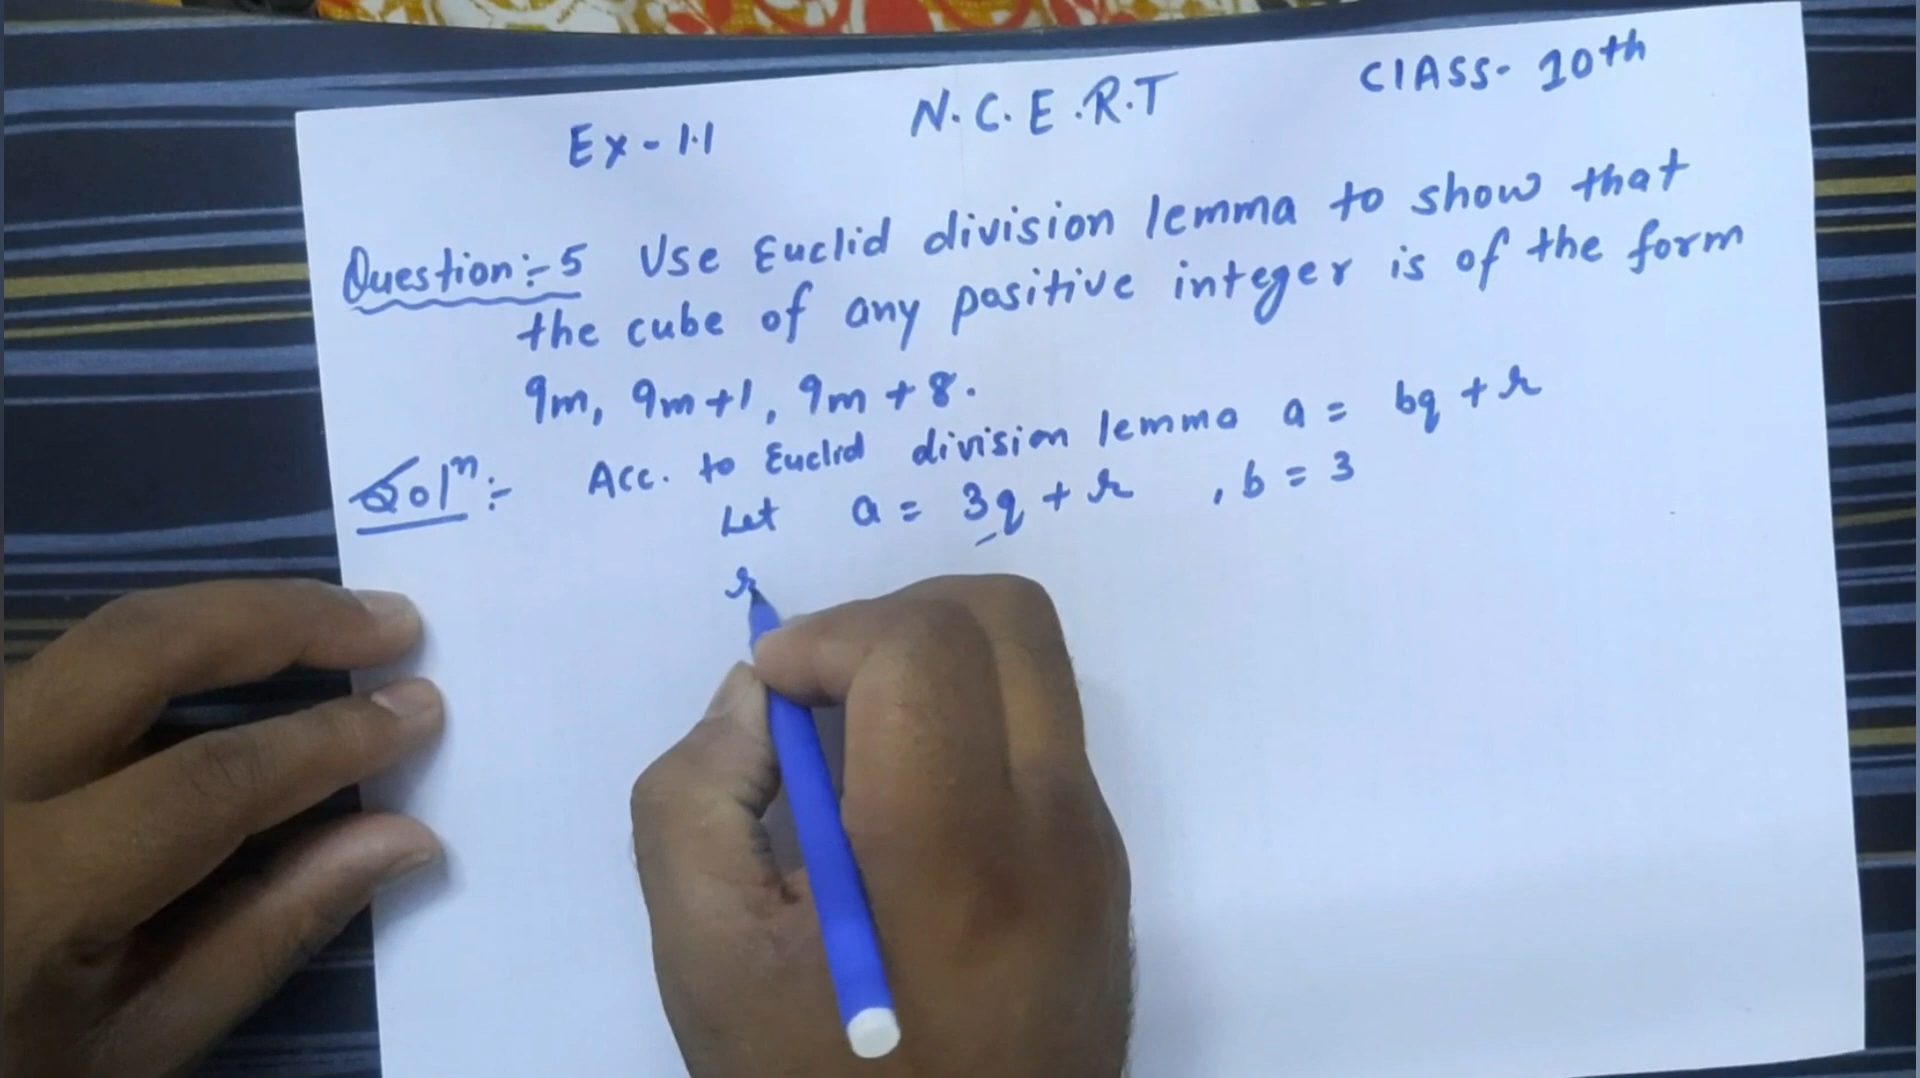 Ex - 1.1 N.C.E.R.T CLASS- 10th
Question:- 5 Use Euclid division lemma to show that
the cube of any positive integer is of the form
9m, 9m+1, 9m + 8.
Solⁿ:- Acc. to Euclid division lemma a = bq + r
Let a = 3q + r , b = 3
r